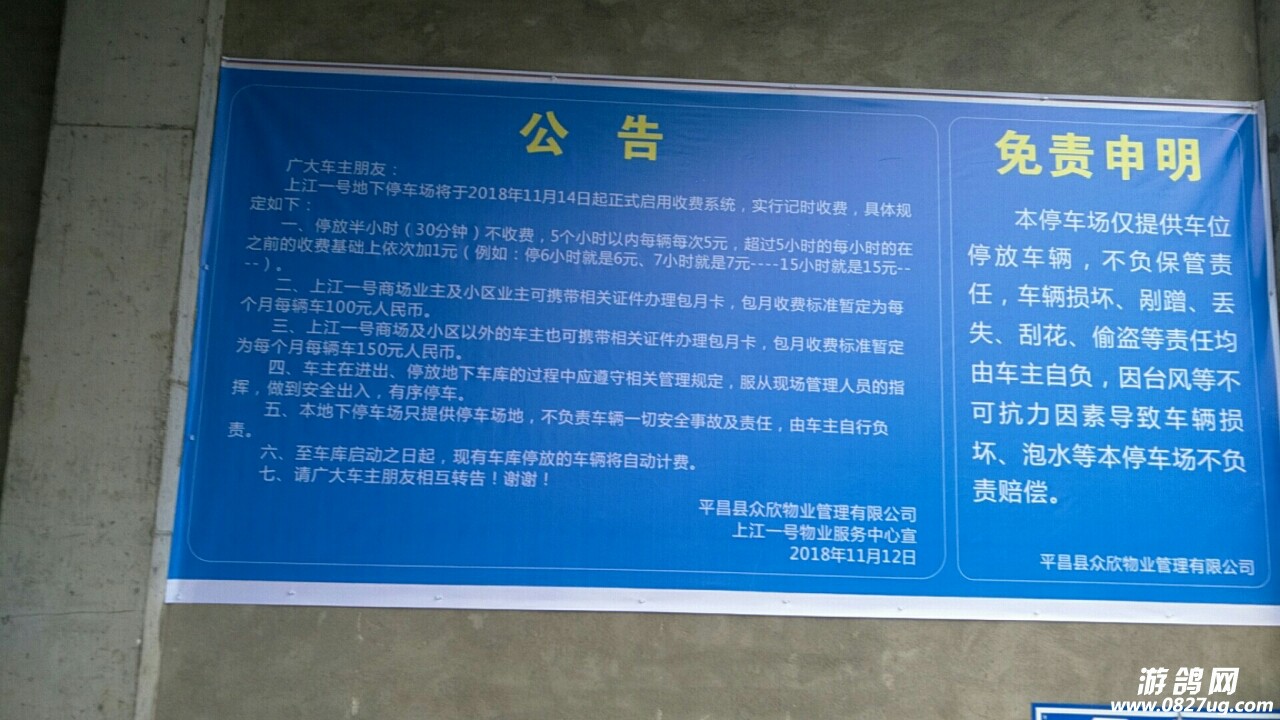 公 告
广大车主朋友：
上江一号地下停车场将于2018年11月14日起正式启用收费系统，实行记时收费，具体规
定如下：
一、停放半小时（30分钟）不收费，5个小时以内每辆每次5元，超过5小时的每小时的在
之前的收费基础上依次加1元（例如：停6小时就是6元、7小时就是7元----15小时就是15元--
--）。
二、上江一号商场业主及小区业主可携带相关证件办理包月卡，包月收费标准暂定为每
个月每辆车100元人民币。
三、上江一号商场及小区以外的车主也可携带相关证件办理包月卡，包月收费标准暂定
为每个月每辆车150元人民币。
四、车主在进出、停放地下车库的过程中应遵守相关管理规定，服从现场管理人员的指
挥，做到安全出入，有序停车。
五、本地下停车场只提供停车场地，不负责车辆一切安全事故及责任，由车主自行负
责。
六、至车库启动之日起，现有车库停放的车辆将自动计费。
七、请广大车主朋友相互转告！谢谢！
平昌县众欣物业管理有限公司
上江一号物业服务中心宣
2018年11月12日
免责申明
本停车场仅提供车位
停放车辆，不负保管责
任，车辆损坏、剐蹭、丢
失、刮花、偷盗等责任均
由车主自负，因台风等不
可抗力因素导致车辆损
坏、泡水等本停车场不负
责赔偿。
平昌县众欣物业管理有限公司
游鸽网
www.0827ug.com